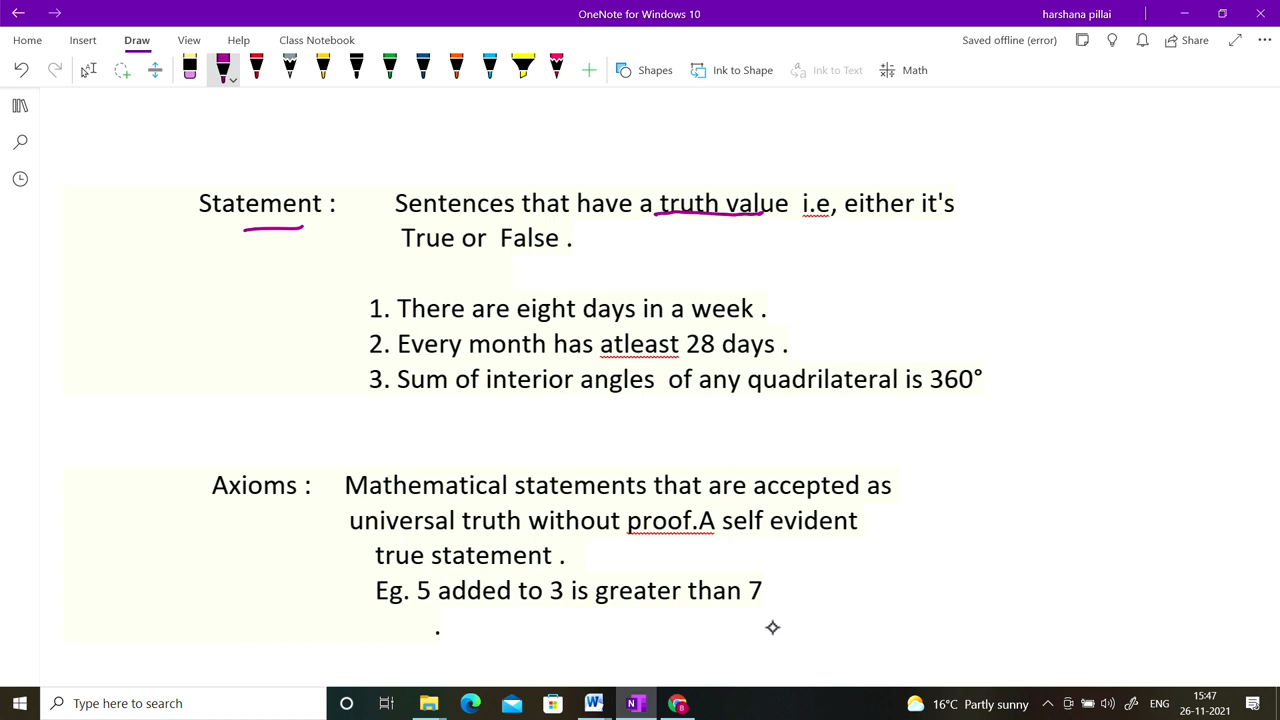 OneNote for Windows 10
harshana pillai
Home Insert Draw View Help Class Notebook
Saved offline (error) Share
Shapes Ink to Shape Ink to Text Math
Statement : Sentences that have a truth value i.e, either it's
True or False .
1. There are eight days in a week .
2. Every month has atleast 28 days .
3. Sum of interior angles of any quadrilateral is 360°
Axioms : Mathematical statements that are accepted as
universal truth without proof.A self evident
true statement .
Eg. 5 added to 3 is greater than 7
.
Type here to search
16°C Partly sunny
ENG
15:47
26-11-2021